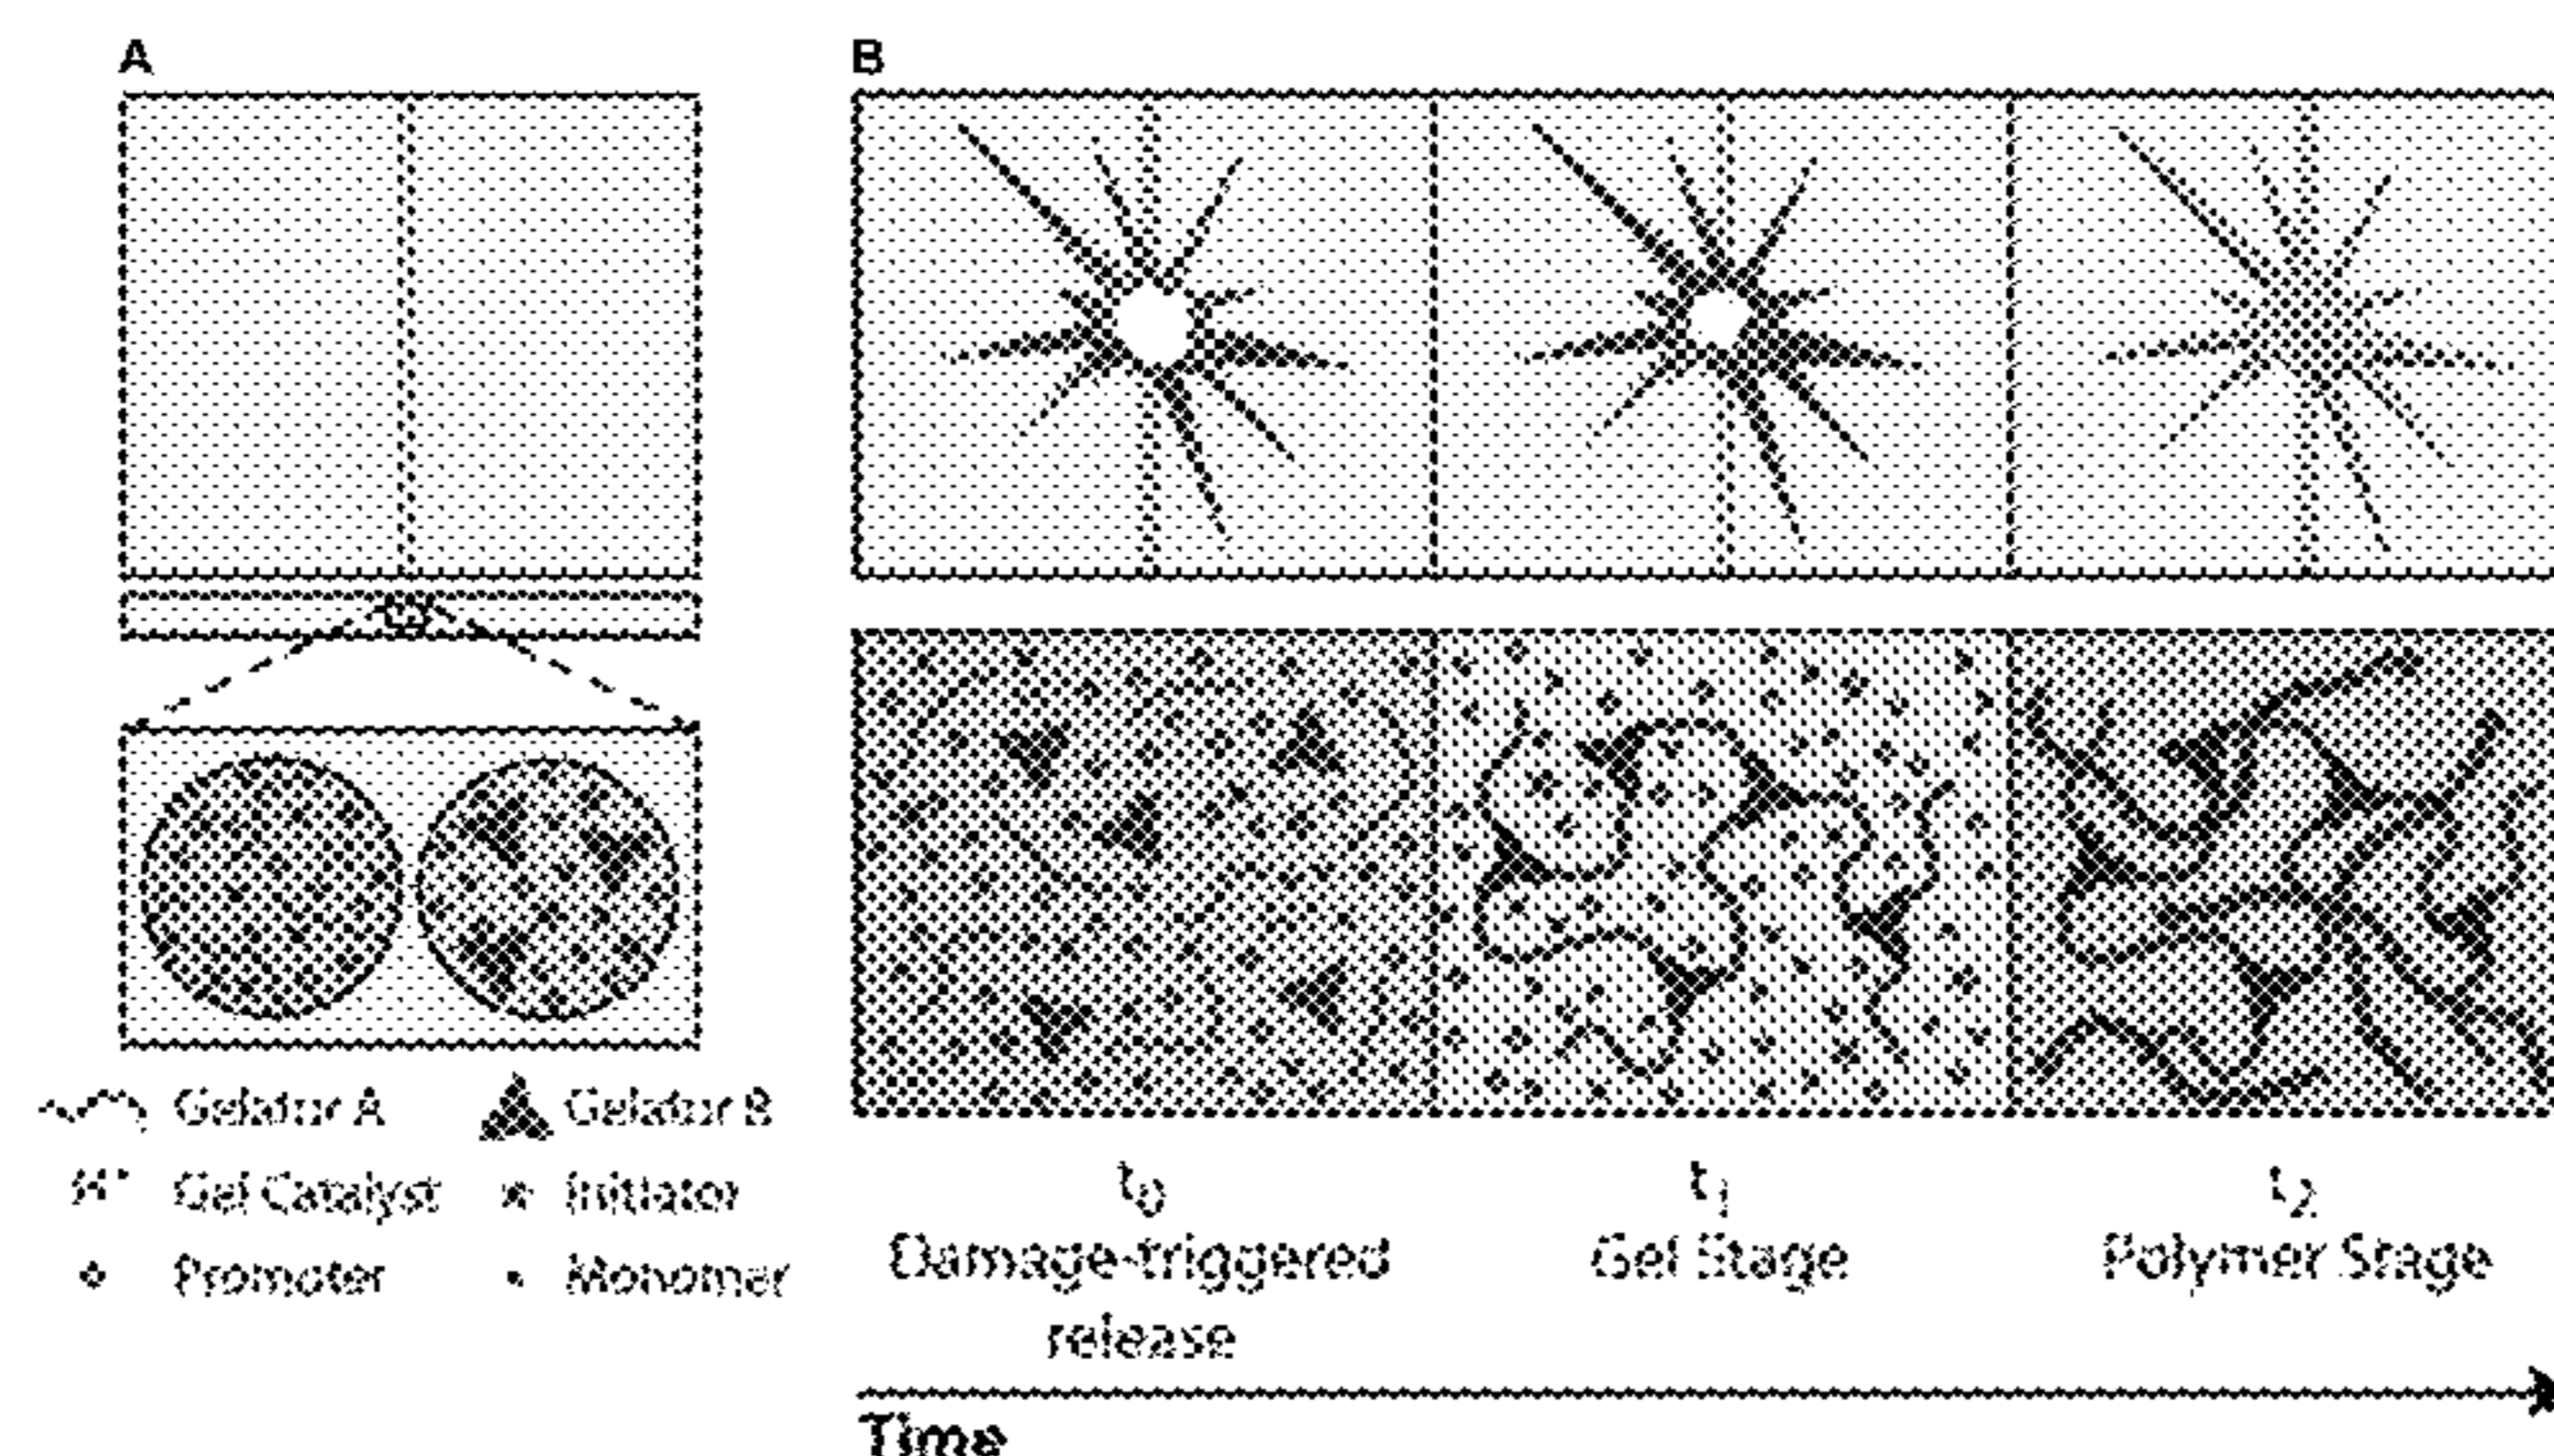 A
B
Gelator A
Gelator B
H+ Gel Catalyst
Initiator
Promoter
Monomer
t0
Damage-triggered
release
t1
Gel Stage
t2
Polymer Stage
Time